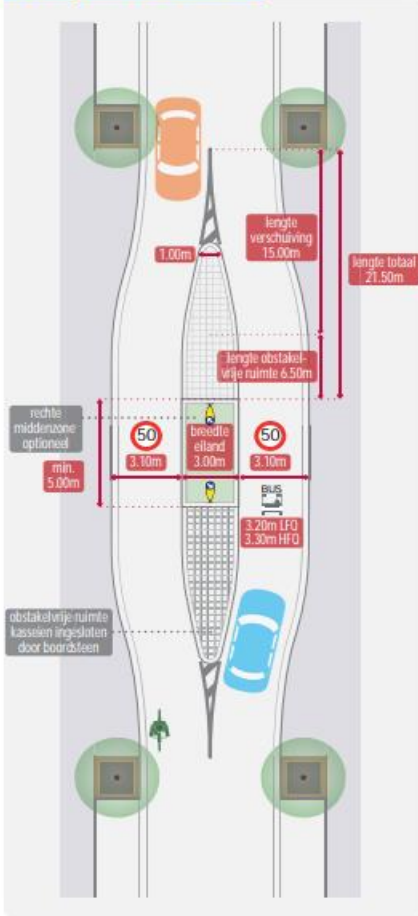 lengte
verschuiving
15.00m
1.00m
lengte totaal
21.50m
lengte obstakel-
vrije ruimte 6.50m
rechte
middenzone
optioneel
50
breedte
eiland
3.00m
50
3.10m
3.10m
min.
5.00m
BUS
3.20m LFQ
3.30m HFQ
obstakelvrije ruimte
kasseien ingesloten
door boordsteen